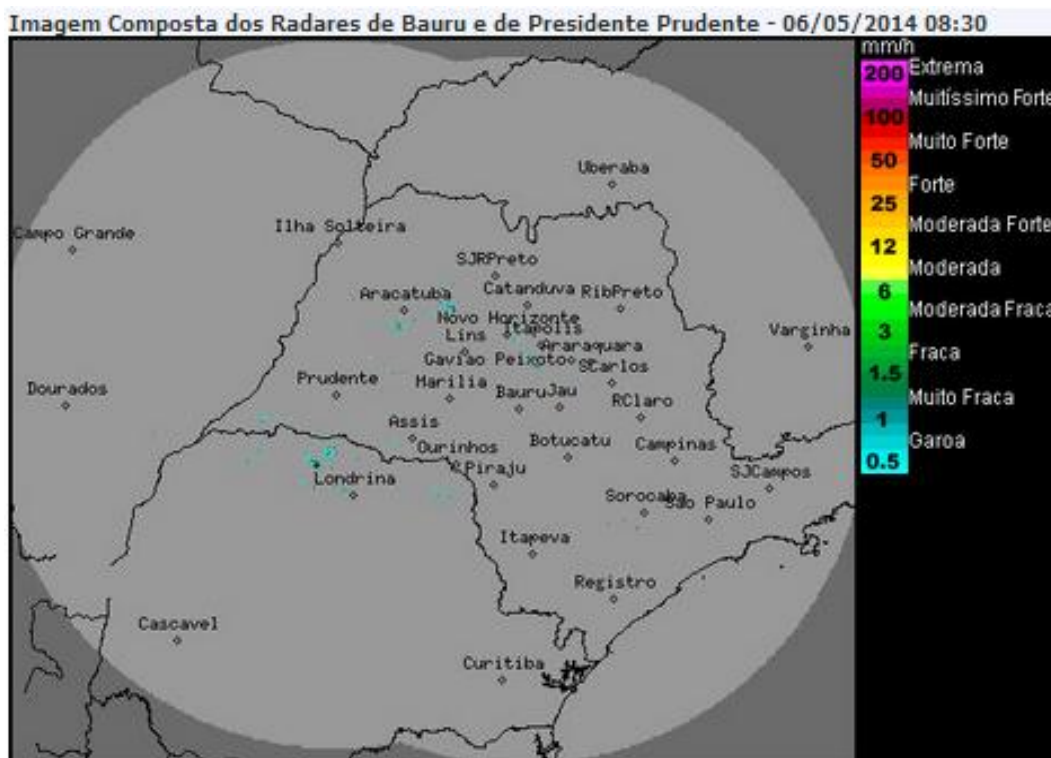 Imagem Composta dos Radares de Bauru e de Presidente Prudente - 06/05/2014 08:30
mm/h
200 Extrema
Muitíssimo Forte
100
Muito Forte
50
Forte
25
Moderada Forte
12
Moderada
6
Moderada Fraca
3
Fraca
1.5
Muito Fraca
1
Garoa
0.5
Uberaba
Ilha Solteira
Campo Grande
SJRPreto
Aracatuba
Catanduva
RibPreto
Novo Horizonte
Itapolis
Lins
Araraquara
Varginha
Gaviao Peixoto
SCarlos
Prudente
Marilia
Dourados
Bauru
Jau
RClaro
Assis
Ourinhos
Botucatu
Campinas
Piraju
SJCampos
Londrina
Sorocaba
Sao Paulo
Itapeva
Registro
Cascavel
Curitiba